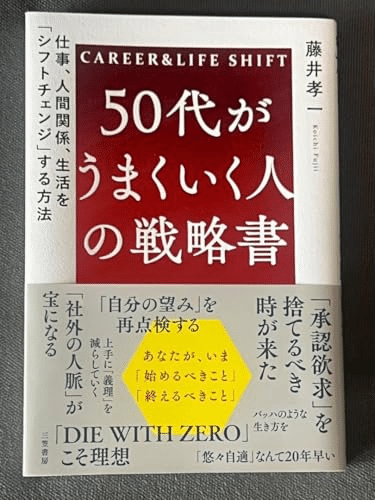 藤井孝一
Koichi Fujii
CAREER&LIFE SHIFT
50代が
うまくいく人
の戦略書
仕事、人間関係、生活を
「シフトチェンジ」する方法
「承認欲求」を
捨てるべき
時が来た
「自分の望み」を
再点検する
上手に「義理」を
減らしていく
「社外の人脈」が
宝になる
あなたが、いま
「始めるべきこと」
「終えるべきこと」
バッハのような
生き方を
「DIE WITH ZERO」
こそ理想
「悠々自適」なんて20年早い
三笠書房